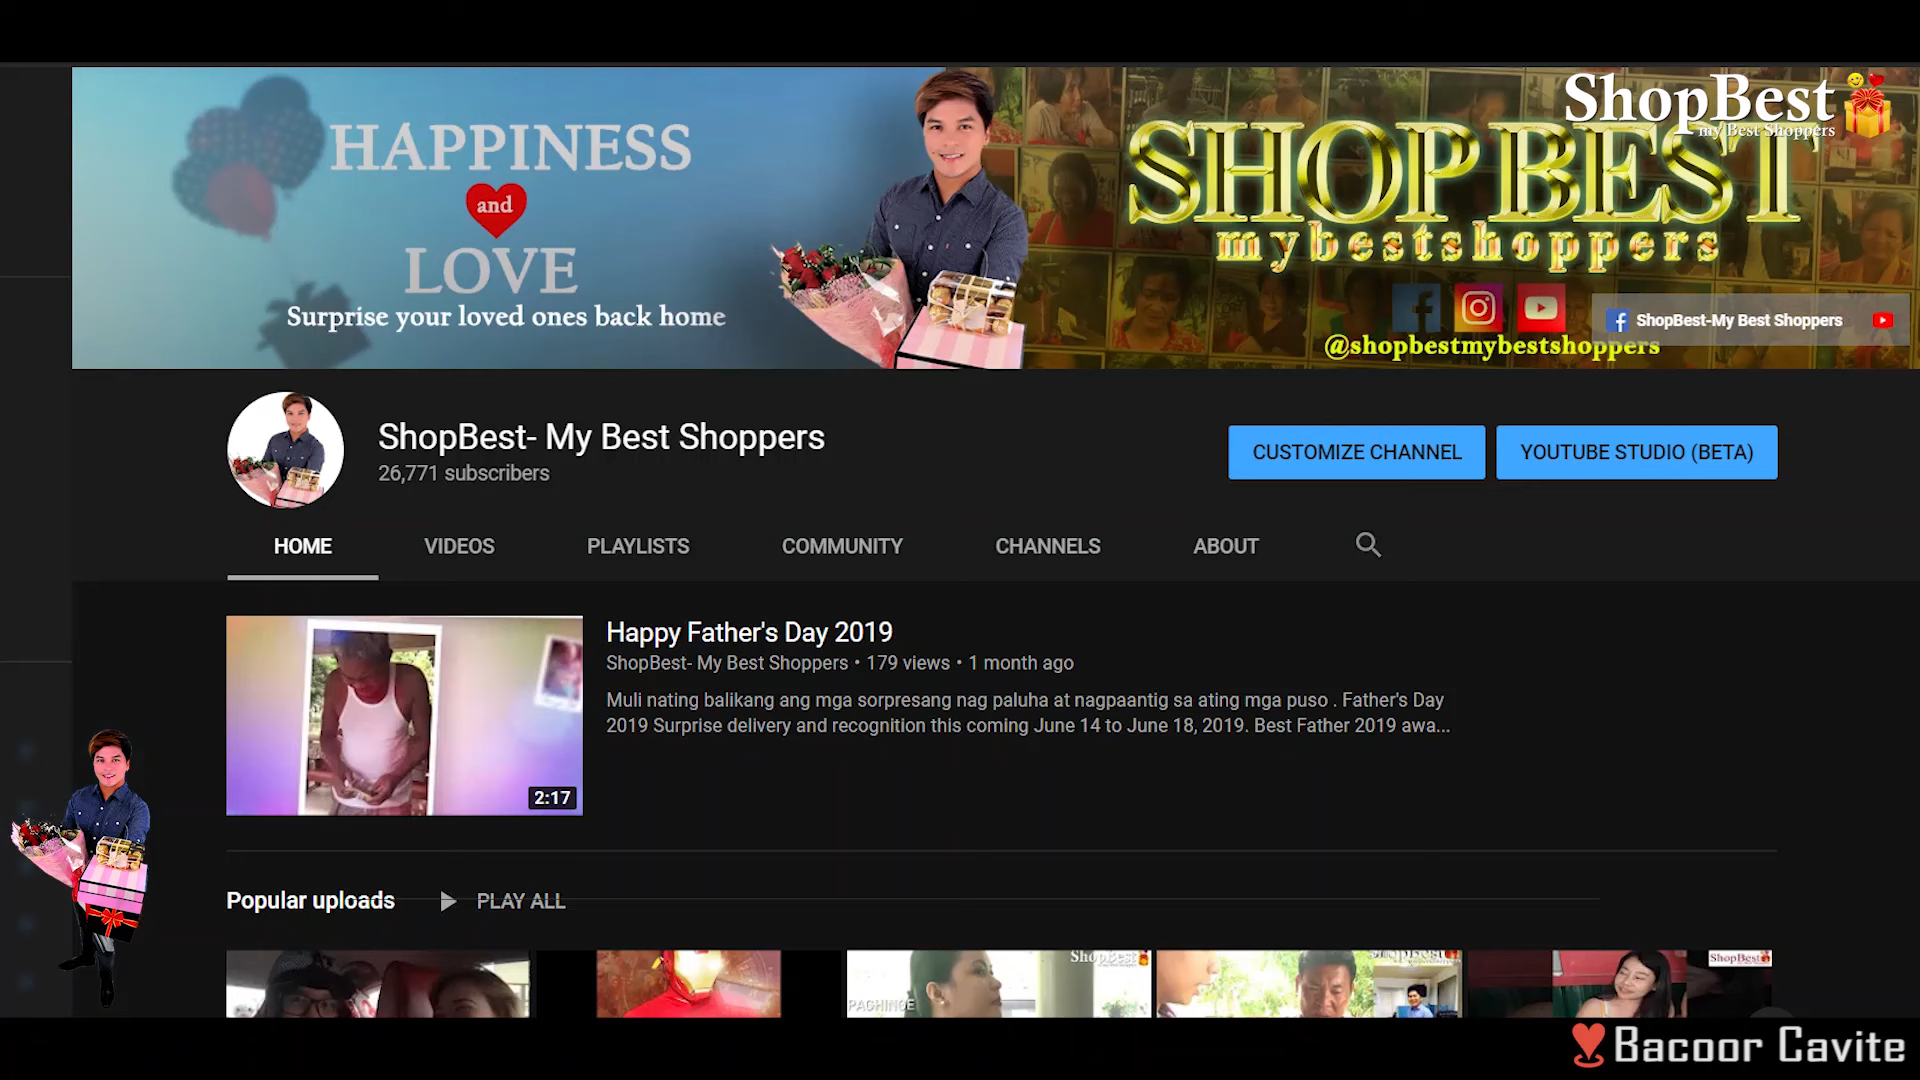 HAPPINESS
and
LOVE
Surprise your loved ones back home
ShopBest
my Best Shoppers
SHOP BEST
mybestshoppers
ShopBest-My Best Shoppers
@shopbestmybestshoppers
ShopBest- My Best Shoppers
26,771 subscribers
CUSTOMIZE CHANNEL
YOUTUBE STUDIO (BETA)
HOME
VIDEOS
PLAYLISTS
COMMUNITY
CHANNELS
ABOUT
Happy Father's Day 2019
ShopBest- My Best Shoppers • 179 views • 1 month ago
Muli nating balikang ang mga sorpresang nag paluha at nagpaantig sa ating mga puso . Father's Day
2019 Surprise delivery and recognition this coming June 14 to June 18, 2019. Best Father 2019 awa...
2:17
Popular uploads
PLAY ALL
ShopBest
ShopBest
ShopBest
Bacoor Cavite